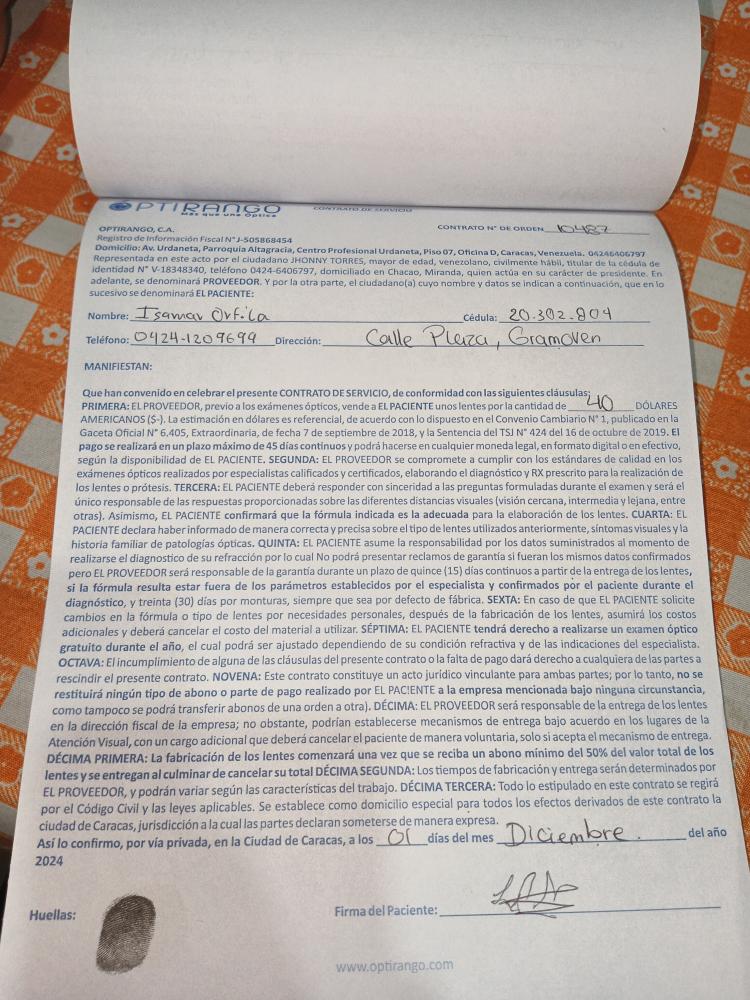 OPTIRANGO
Más que una Óptica
CONTRATO DE SERVICIO
OPTIRANGO, C.A.
CONTRATO N° DE ORDEN 10487
Registro de Información Fiscal N° J-505868454
Domicilio: Av. Urdaneta, Parroquia Altagracia, Centro Profesional Urdaneta, Piso 07, Oficina D, Caracas, Venezuela. 04246406797
Representada en este acto por el ciudadano JHONNY TORRES, mayor de edad, venezolano, civilmente hábil, titular de la cédula de
identidad N° V-18348340, teléfono 0424-6406797, domiciliado en Chacao, Miranda, quien actúa en su carácter de presidente. En
adelante, se denominará PROVEEDOR. Y por la otra parte, el ciudadano(a) cuyo nombre y datos se indican a continuación, que en lo
sucesivo se denominará EL PACIENTE:
Nombre: Isamar Orfila Cédula: 20.302.804
Teléfono: 0424-1209699 Dirección: Calle Plaza, Gramoven
MANIFIESTAN:
Que han convenido en celebrar el presente CONTRATO DE SERVICIO, de conformidad con las siguientes cláusulas:
PRIMERA: EL PROVEEDOR, previo a los exámenes ópticos, vende a EL PACIENTE unos lentes por la cantidad de 40 DÓLARES
AMERICANOS ($-). La estimación en dólares es referencial, de acuerdo con lo dispuesto en el Convenio Cambiario N° 1, publicado en la
Gaceta Oficial N° 6.405, Extraordinaria, de fecha 7 de septiembre de 2018, y la Sentencia del TSJ N° 424 del 16 de octubre de 2019. El
pago se realizará en un plazo máximo de 45 días continuos y podrá hacerse en cualquier moneda legal, en formato digital o en efectivo,
según la disponibilidad de EL PACIENTE. SEGUNDA: EL PROVEEDOR se compromete a cumplir con los estándares de calidad en los
exámenes ópticos realizados por especialistas calificados y certificados, elaborando el diagnóstico y RX prescrito para la realización de
los lentes o prótesis. TERCERA: EL PACIENTE deberá responder con sinceridad a las preguntas formuladas durante el examen y será el
único responsable de las respuestas proporcionadas sobre las diferentes distancias visuales (visión cercana, intermedia y lejana, entre
otras). Asimismo, EL PACIENTE confirmará que la fórmula indicada es la adecuada para la elaboración de los lentes. CUARTA: EL
PACIENTE declara haber informado de manera correcta y precisa sobre el tipo de lentes utilizados anteriormente, síntomas visuales y la
historia familiar de patologías ópticas. QUINTA: EL PACIENTE asume la responsabilidad por los datos suministrados al momento de
realizarse el diagnostico de su refracción por lo cual No podrá presentar reclamos de garantía si fueran los mismos datos confirmados
pero EL PROVEEDOR será responsable de la garantía durante un plazo de quince (15) días continuos a partir de la entrega de los lentes,
si la fórmula resulta estar fuera de los parámetros establecidos por el especialista y confirmados por el paciente durante el
diagnóstico, y treinta (30) días por monturas, siempre que sea por defecto de fábrica. SEXTA: En caso de que EL PACIENTE solicite
cambios en la fórmula o tipo de lentes por necesidades personales, después de la fabricación de los lentes, asumirá los costos
adicionales y deberá cancelar el costo del material a utilizar. SÉPTIMA: EL PACIENTE tendrá derecho a realizarse un examen óptico
gratuito durante el año, el cual podrá ser ajustado dependiendo de su condición refractiva y de las indicaciones del especialista.
OCTAVA: El incumplimiento de alguna de las cláusulas del presente contrato o la falta de pago dará derecho a cualquiera de las partes a
rescindir el presente contrato. NOVENA: Este contrato constituye un acto jurídico vinculante para ambas partes; por lo tanto, no se
restituirá ningún tipo de abono o parte de pago realizado por EL PACIENTE a la empresa mencionada bajo ninguna circunstancia,
como tampoco se podrá transferir abonos de una orden a otra). DÉCIMA: EL PROVEEDOR será responsable de la entrega de los lentes
en la dirección fiscal de la empresa; no obstante, podrían establecerse mecanismos de entrega bajo acuerdo en los lugares de la
Atención Visual, con un cargo adicional que deberá cancelar el paciente de manera voluntaria, solo si acepta el mecanismo de entrega.
DÉCIMA PRIMERA: La fabricación de los lentes comenzará una vez que se reciba un abono mínimo del 50% del valor total de los
lentes y se entregan al culminar de cancelar su total DÉCIMA SEGUNDA: Los tiempos de fabricación y entrega serán determinados por
EL PROVEEDOR, y podrán variar según las características del trabajo. DÉCIMA TERCERA: Todo lo estipulado en este contrato se regirá
por el Código Civil y las leyes aplicables. Se establece como domicilio especial para todos los efectos derivados de este contrato la
ciudad de Caracas, jurisdicción a la cual las partes declaran someterse de manera expresa.
Así lo confirmo, por vía privada, en la Ciudad de Caracas, a los 01 días del mes Diciembre. del año
2024
Huellas:
Firma del Paciente:
www.optirango.com